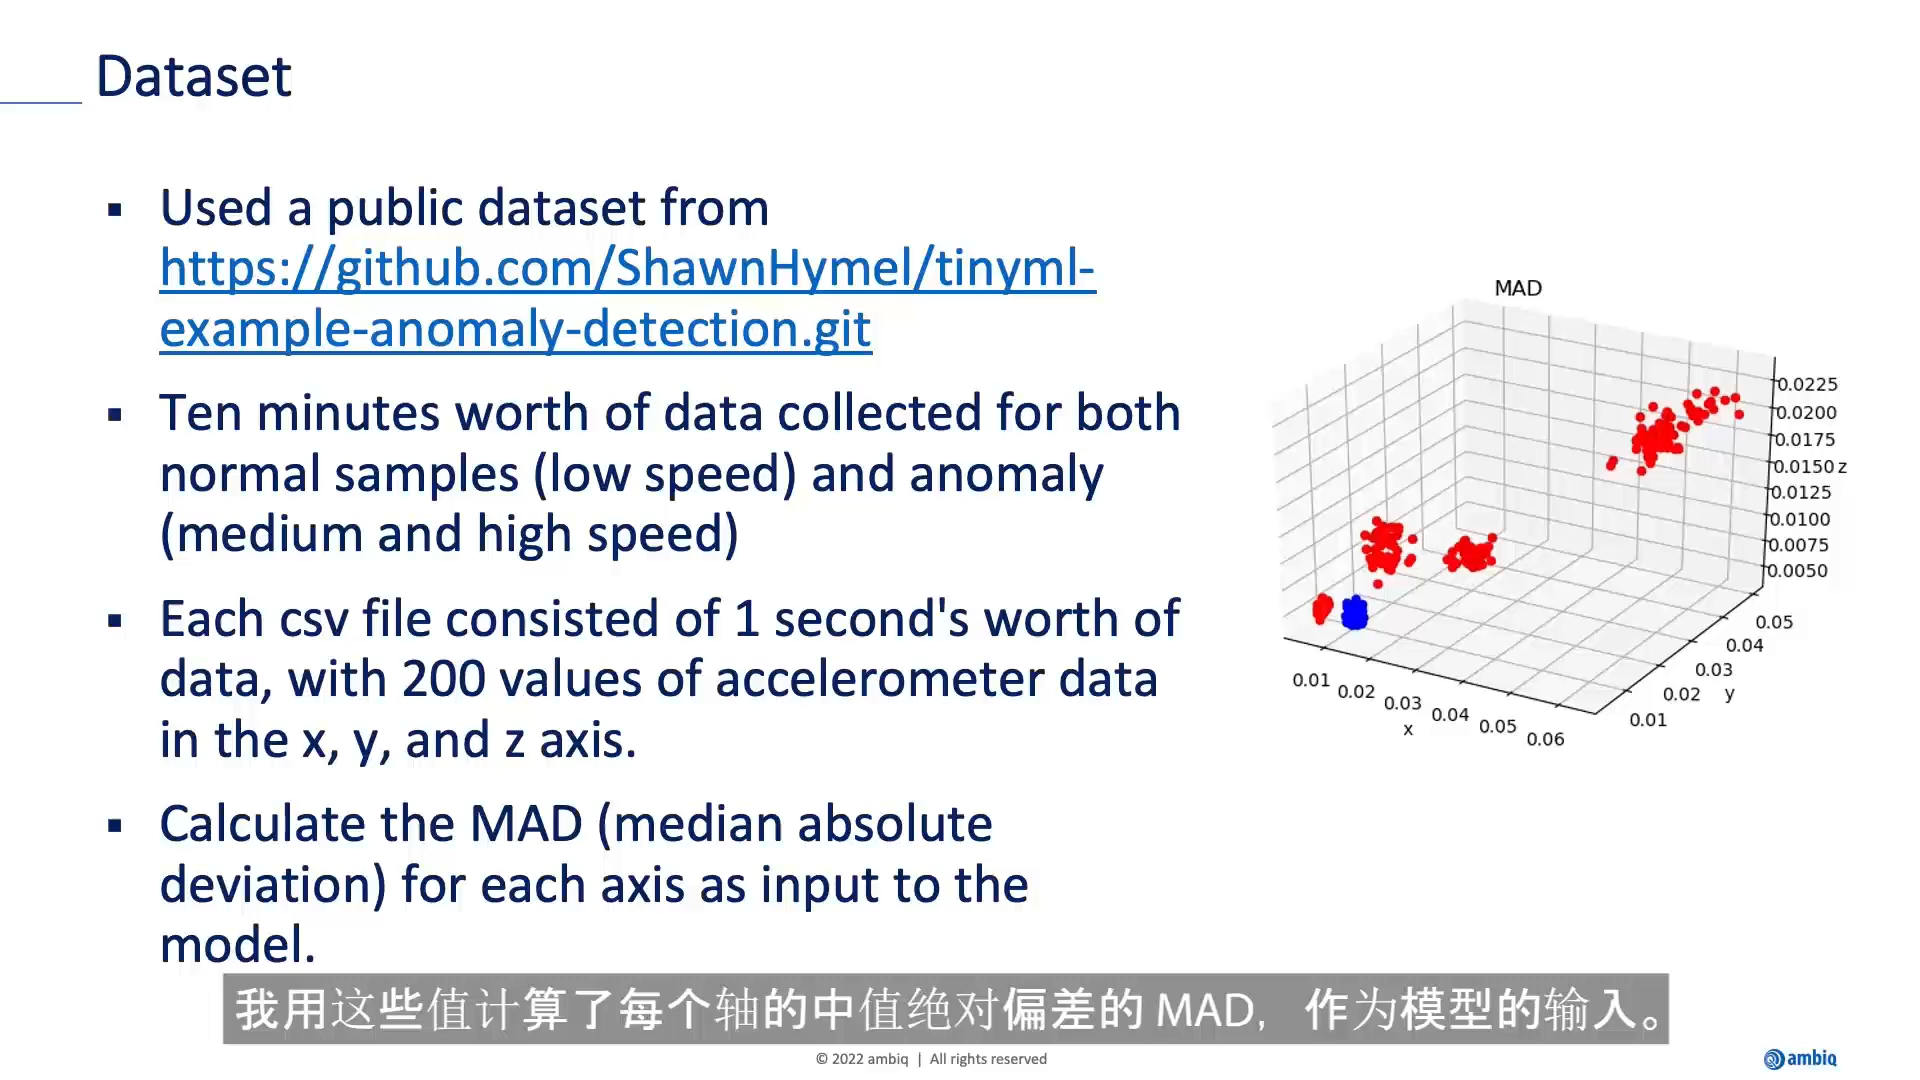 Dataset
▪ Used a public dataset from
https://github.com/ShawnHymel/tinyml-
example-anomaly-detection.git
▪ Ten minutes worth of data collected for both
normal samples (low speed) and anomaly
(medium and high speed)
▪ Each csv file consisted of 1 second's worth of
data, with 200 values of accelerometer data
in the x, y, and z axis.
▪ Calculate the MAD (median absolute
deviation) for each axis as input to the
model.
MAD
0.0225
0.0200
0.0175
0.0150 z
0.0125
0.0100
0.0075
0.0050
0.05
0.04
0.03
0.02 y
0.01
0.01
0.02
0.03
0.04
0.05
0.06
x
我用这些值计算了每个轴的中值绝对偏差的 MAD，作为模型的输入。
© 2022 ambiq | All rights reserved
ambiq